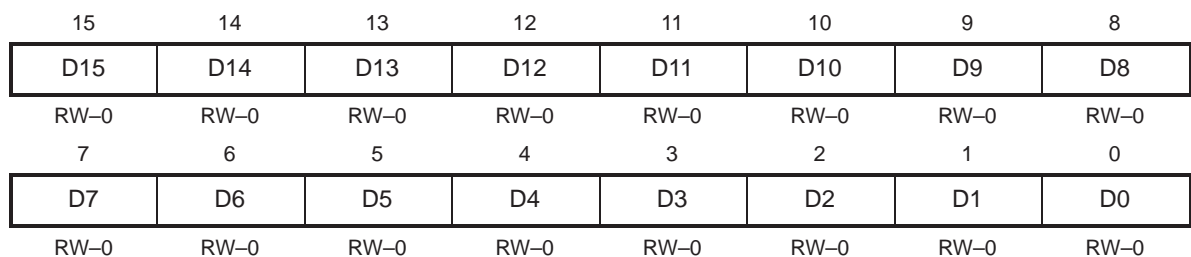 15 14 13 12 11 10 9 8
D15 D14 D13 D12 D11 D10 D9 D8
RW–0 RW–0 RW–0 RW–0 RW–0 RW–0 RW–0 RW–0
7 6 5 4 3 2 1 0
D7 D6 D5 D4 D3 D2 D1 D0
RW–0 RW–0 RW–0 RW–0 RW–0 RW–0 RW–0 RW–0